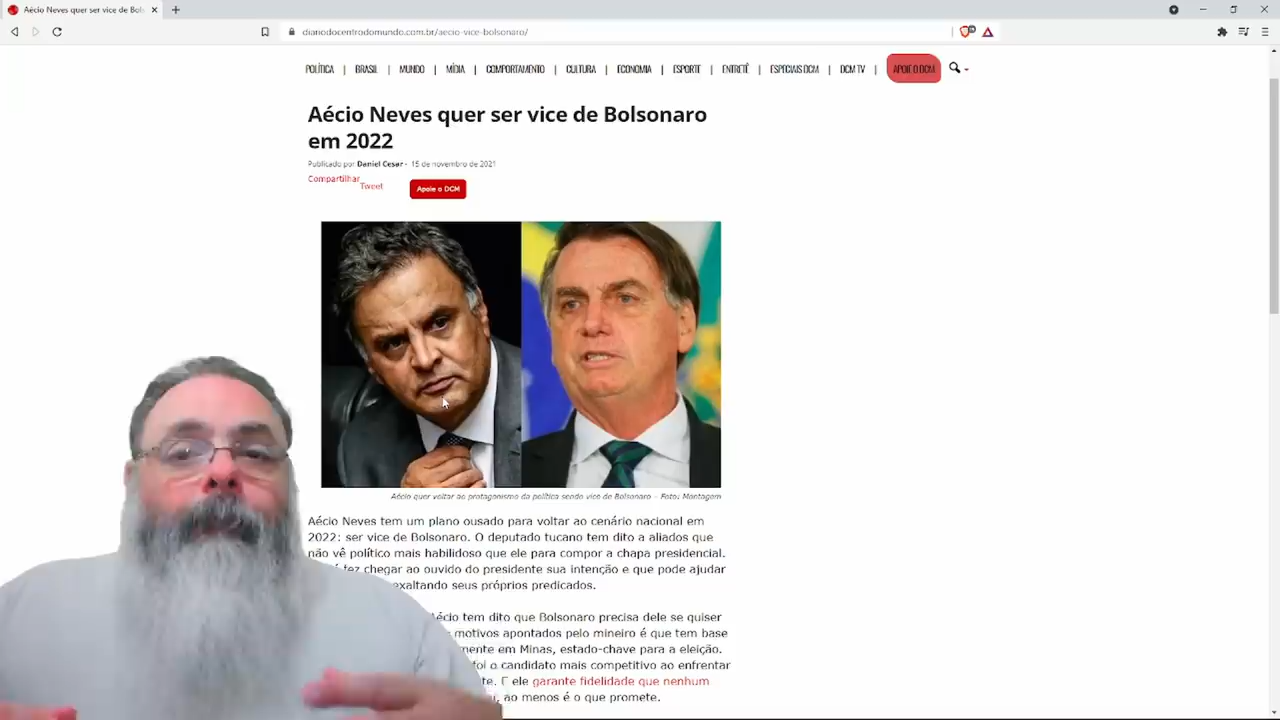 Aécio Neves quer ser vice de Bols
diariodocentrodomundo.com.br/aecio-vice-bolsonaro/
POLÍTICA | BRASIL | MUNDO | MÍDIA | COMPORTAMENTO | CULTURA | ECONOMIA | ESPORTE | ENTRETÊ | ESPECIAIS DCM | DCM TV | APOIE O DCM
Aécio Neves quer ser vice de Bolsonaro
em 2022
Publicado por Daniel Cesar - 15 de novembro de 2021
Compartilhar
Tweet
Apoie o DCM
Aécio quer voltar ao protagonismo da política sendo vice de Bolsonaro – Foto: Montagem
Aécio Neves tem um plano ousado para voltar ao cenário nacional em
2022: ser vice de Bolsonaro. O deputado tucano tem dito a aliados que
não vê político mais habilidoso que ele para compor a chapa presidencial.
fez chegar ao ouvido do presidente sua intenção e que pode ajudar
exaltando seus próprios predicados.
Aécio tem dito que Bolsonaro precisa dele se quiser
motivos apontados pelo mineiro é que tem base
mente em Minas, estado-chave para a eleição.
foi o candidato mais competitivo ao enfrentar
te. E ele garante fidelidade que nenhum
, ao menos é o que promete.